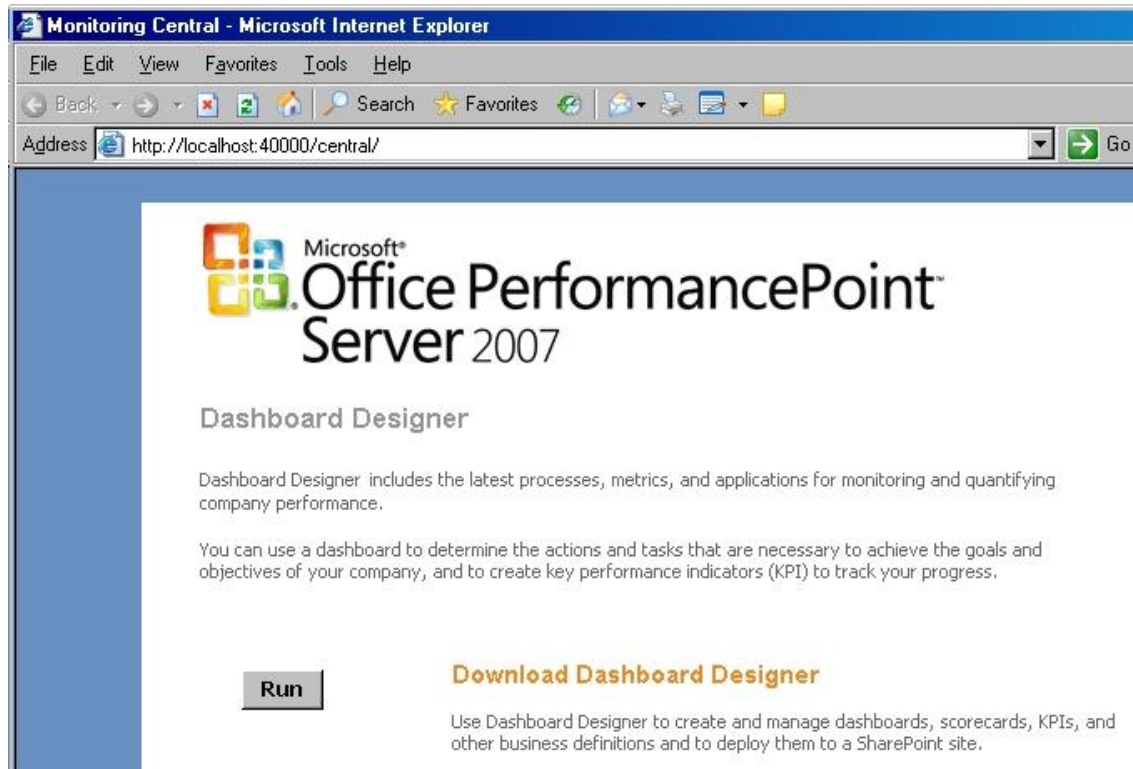 Monitoring Central - Microsoft Internet Explorer
File Edit View Favorites Tools Help
Back Search Favorites
Address http://localhost:40000/central/ Go
Microsoft®
Office PerformancePoint™
Server 2007
Dashboard Designer
Dashboard Designer includes the latest processes, metrics, and applications for monitoring and quantifying
company performance.
You can use a dashboard to determine the actions and tasks that are necessary to achieve the goals and
objectives of your company, and to create key performance indicators (KPI) to track your progress.
Run
Download Dashboard Designer
Use Dashboard Designer to create and manage dashboards, scorecards, KPIs, and
other business definitions and to deploy them to a SharePoint site.